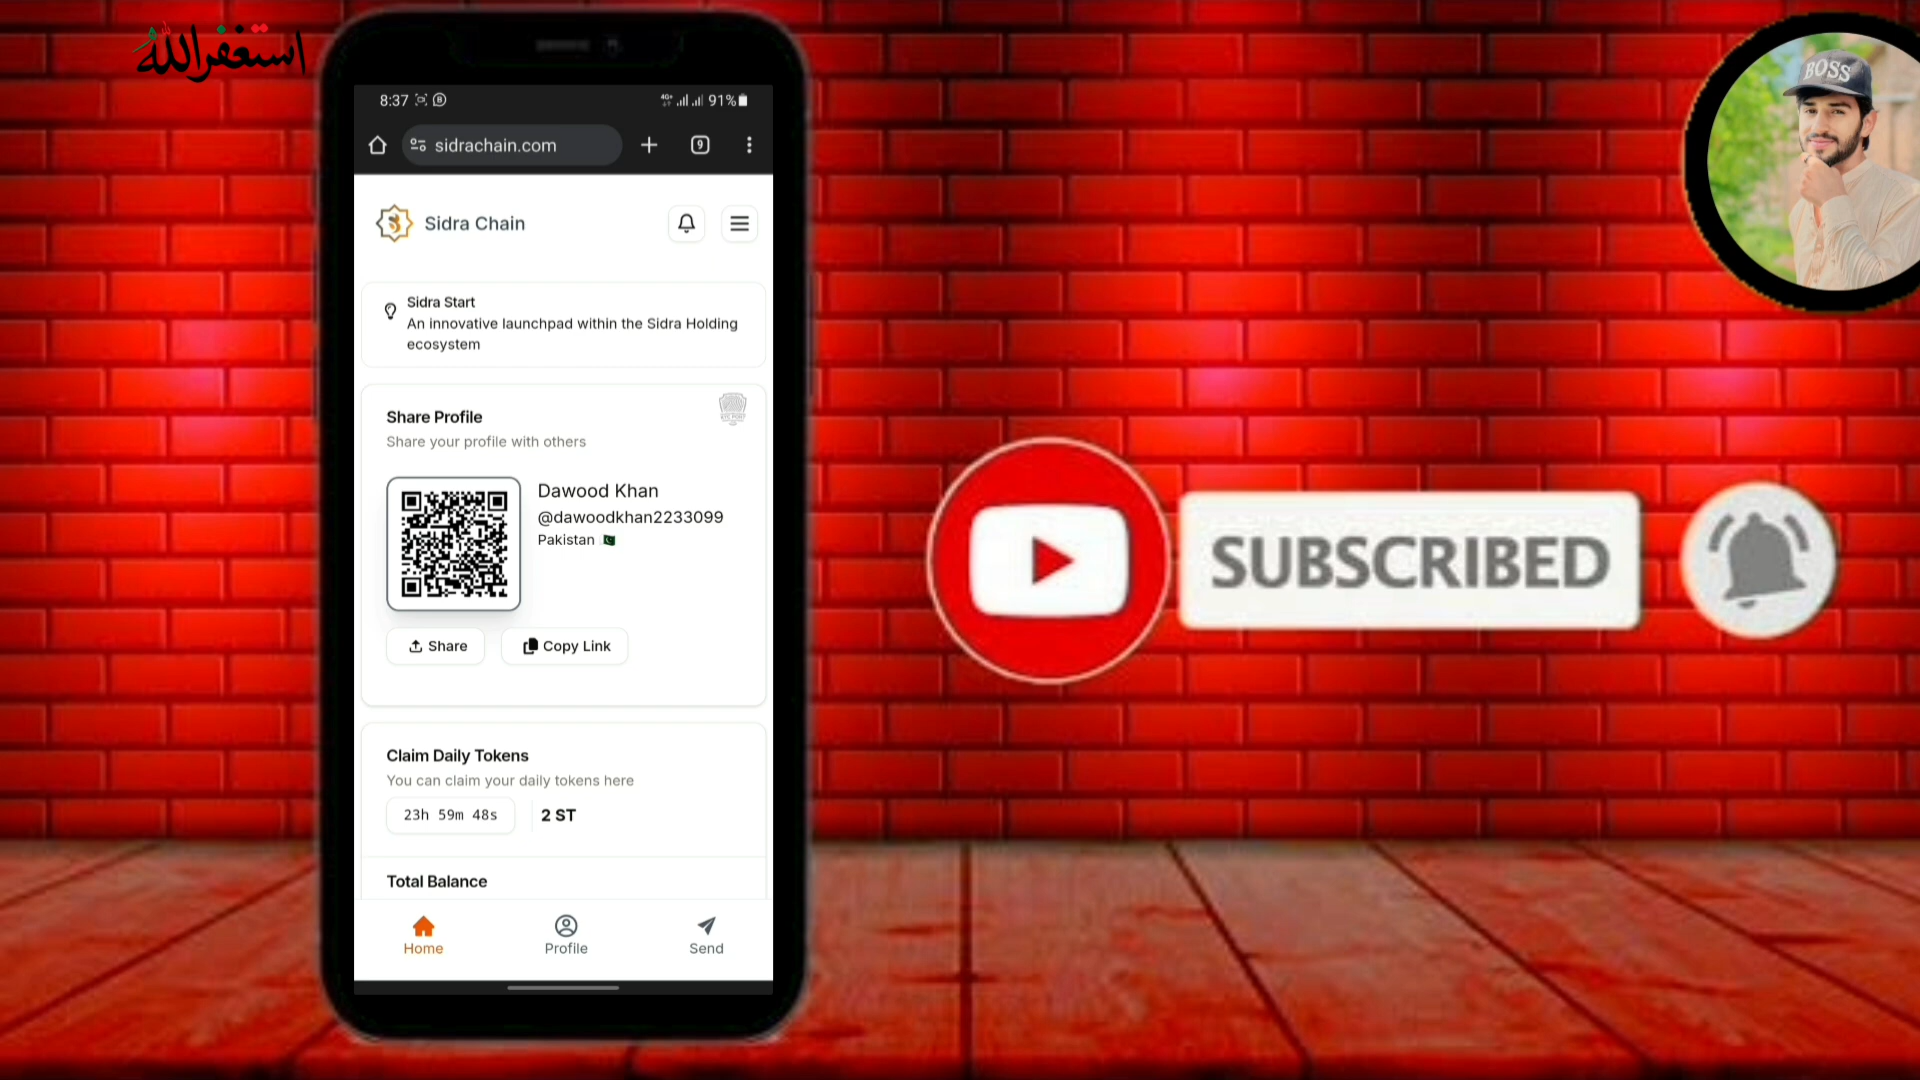 استغفرالله
BOSS
8:37
4G+
91%
sidrachain.com
9
Sidra Chain
Sidra Start
An innovative launchpad within the Sidra Holding
ecosystem
Share Profile
Share your profile with others
Dawood Khan
@dawoodkhan2233099
Pakistan 🇵🇰
Share
Copy Link
SUBSCRIBED
Claim Daily Tokens
You can claim your daily tokens here
23h 59m 48s
2 ST
Total Balance
Home
Profile
Send